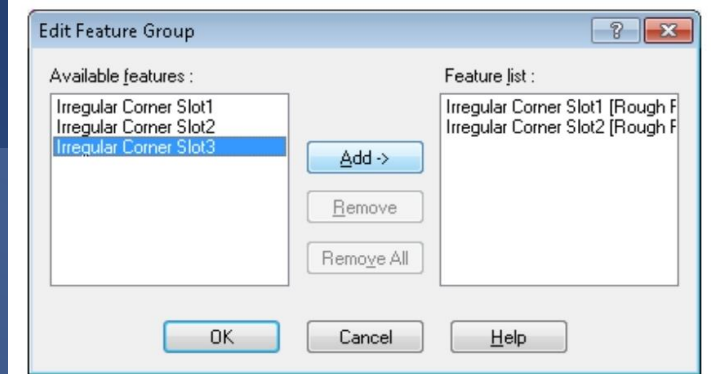 Edit Feature Group
Available features :
Feature list :
Irregular Corner Slot1
Irregular Corner Slot2
Irregular Corner Slot3
Irregular Corner Slot1 [Rough F
Irregular Corner Slot2 [Rough F
Add ->
Remove
Remove All
OK
Cancel
Help